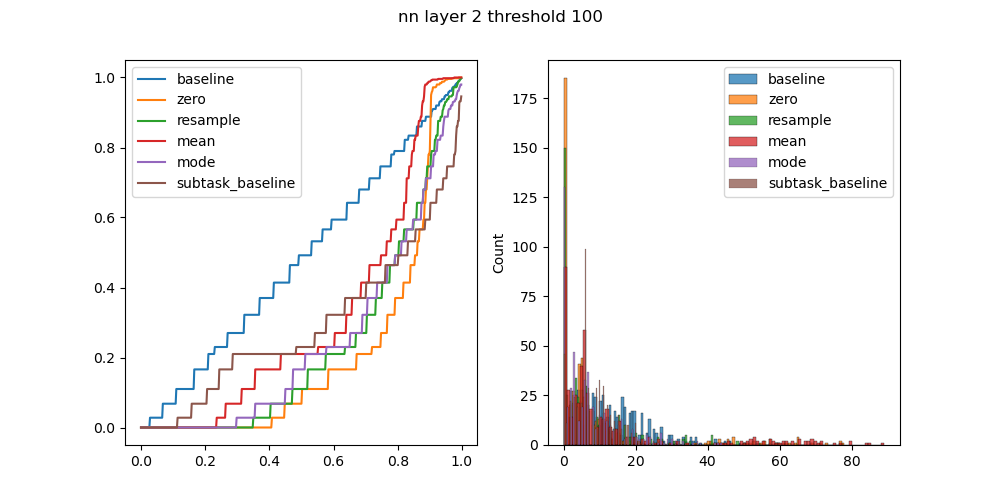 nn layer 2 threshold 100
baseline
zero
resample
mean
mode
subtask_baseline
1.0
0.8
0.6
0.4
0.2
0.0
0.0 0.2 0.4 0.6 0.8 1.0
baseline
zero
resample
mean
mode
subtask_baseline
Count
175
150
125
100
75
50
25
0
0 20 40 60 80